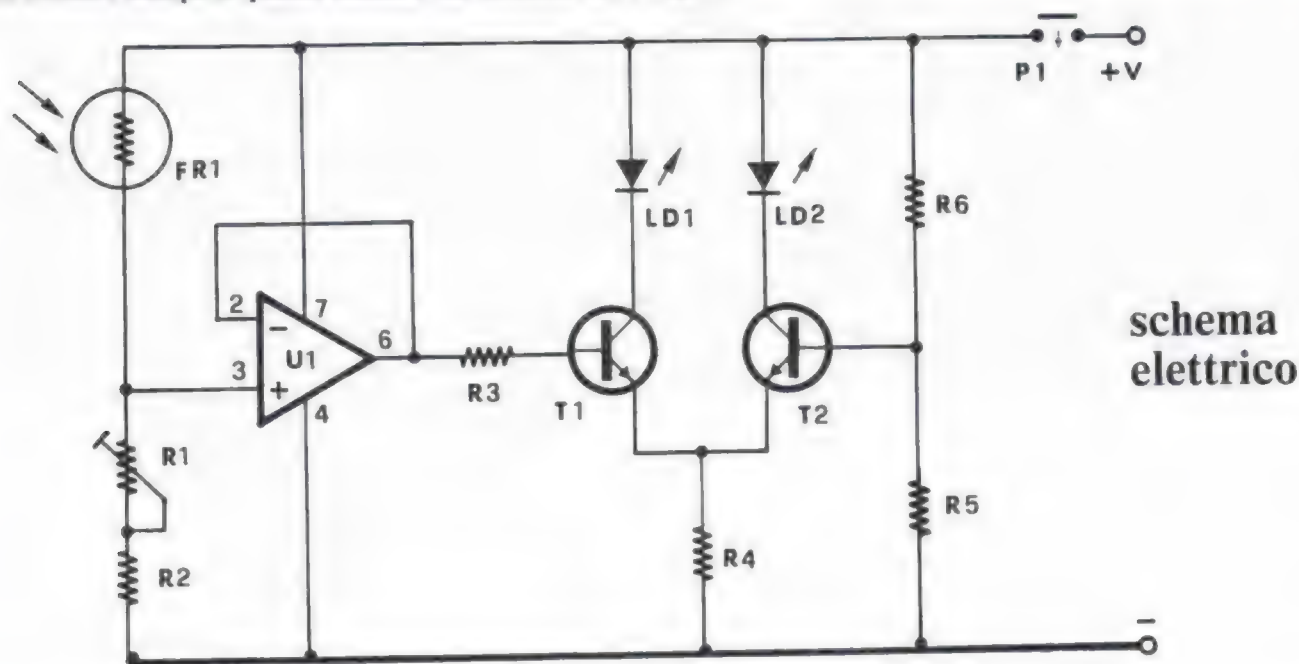 P1
+V
FR1
LD1
LD2
R6
2
7
−
U1
6
3
+
4
R3
T1
T2
schema
elettrico
R1
R5
R4
R2
−